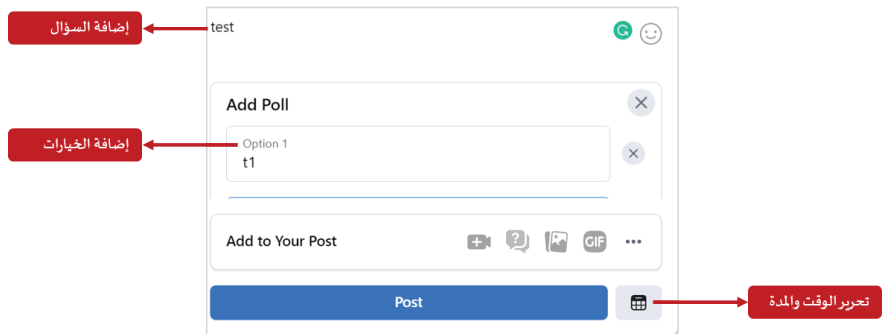 إضافة السؤال
test
Add Poll
إضافة الخيارات
Option 1
t1
Add to Your Post
GIF
Post
تحرير الوقت والمدة